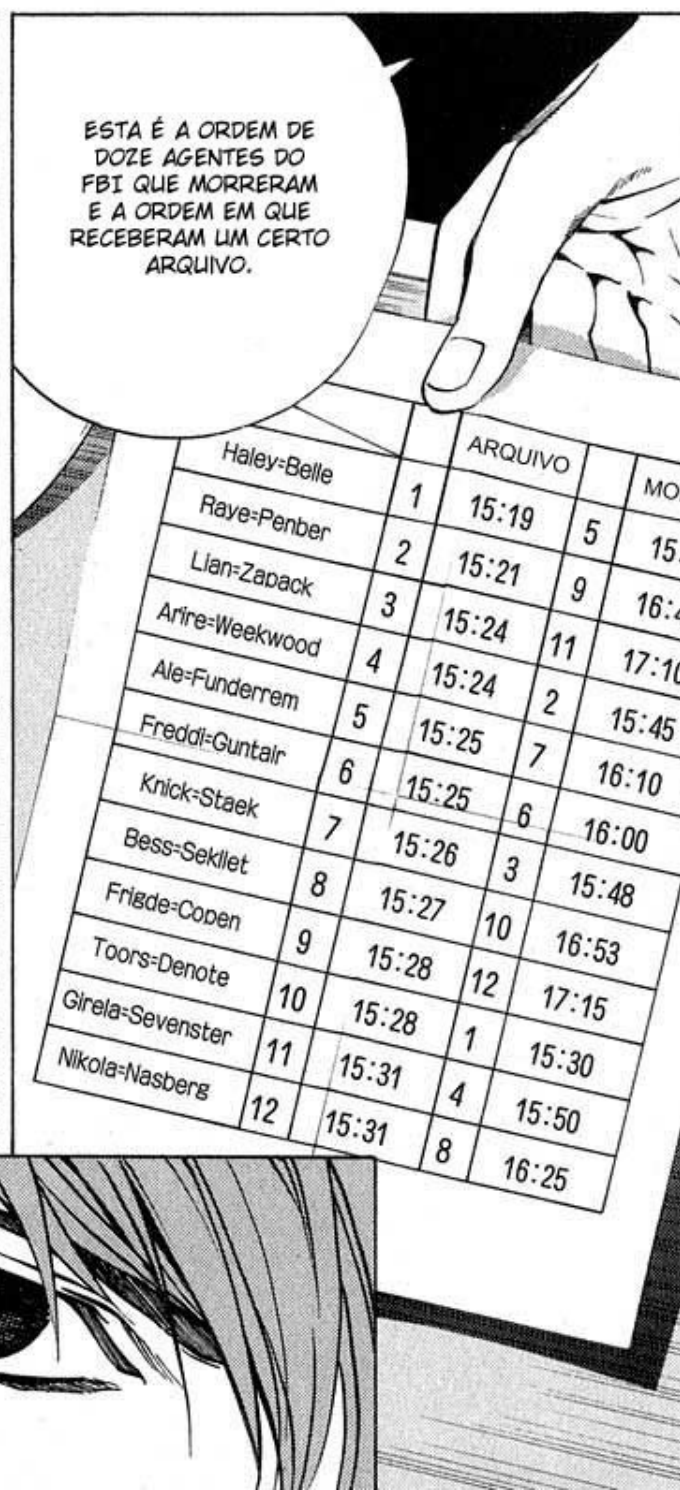 ESTA É A ORDEM DE
DOZE AGENTES DO
FBI QUE MORRERAM
E A ORDEM EM QUE
RECEBERAM UM CERTO
ARQUIVO.
ARQUIVO
Haley=Belle 1 15:19 5
Raye=Penber 2 15:21 9
Lian=Zapack 3 15:24 11 17:10
Arire=Weekwood 4 15:24 2 15:45
Ale=Funderrem 5 15:25 7 16:10
Freddi=Guntair 6 15:25 6 16:00
Knick=Staek 7 15:26 3 15:48
Bess=Sekllet 8 15:27 10 16:53
Frigde=Copen 9 15:28 12 17:15
Toors=Denote 10 15:28 1 15:30
Girela=Sevenster 11 15:31 4 15:50
Nikola=Nasberg 12 15:31 8 16:25